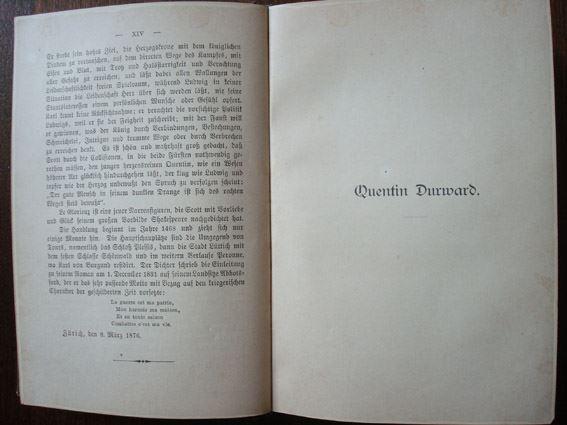 — XIV —
Er strebt sein hohes Ziel, die Herzogskrone mit dem königlichen
Diadem zu vertauschen, auf dem directen Wege des Kampfes, mit
Eisen und Blut, mit Troß und Halsstarrigkeit und Verachtung
aller Gefahr zu erreichen, und läßt dabei allen Wallungen der
Leidenschaftlichkeit freien Spielraum, während Ludwig in keiner
Situation die Leidenschaft Herr über sich werden läßt, nie seine
Staatsinteressen einem persönlichen Wunsche oder Gefühl opfert.
Karl kennt keine Rücksichtnahme; er verachtet die vorsichtige Politik
Ludwigs, weil er sie der Feigheit zuschreibt; mit der Faust will
er gewinnen, was der König durch Verbindungen, Bestechungen,
Schmeichelei, Intrigue und krumme Wege oder durch Verbrechen
zu erreichen denkt. Es ist schön und wahrhaft groß gedacht, daß
Scott durch die Collisionen, in die beide Fürsten nothwendig ge-
rathen müssen, den jungen herzensreinen Quentin, wie ein Wesen
höherer Art glücklich hindurchgehen läßt, der klug wie Ludwig und
tapfer wie der Herzog unbewußt den Spruch zu verfolgen scheint:
„Der gute Mensch in seinem dunklen Drange ist sich des rechten
Weges stets bewußt“.
Le Glorieux ist eine jener Narrenfiguren, die Scott mit Vorliebe
und Glück seinem großen Vorbilde Shakespeare nachgebildet hat.
Die Handlung beginnt im Jahre 1468 und zieht sich nur
einige Monate hin. Die Hauptschauplätze sind die Umgegend von
Tours, namentlich das Schloß Plessis, dann die Stadt Lüttich mit
dem festen Schlosse Schönwald und im weitern Verlaufe Peronne,
wo Karl von Burgund residirt. Der Dichter schrieb die Einleitung
zu seinem Roman am 1. December 1831 auf seinem Landsitze Abbots-
ford, der er das sehr passende Motto mit Bezug auf den kriegerischen
Charakter der geschilderten Zeit vorsetzte:
La guerre est ma patrie,
Mon harnois ma maison,
Et en toute saison
Combattre c'est ma vie.
Zürich, den 8. März 1876.
Quentin Durward.